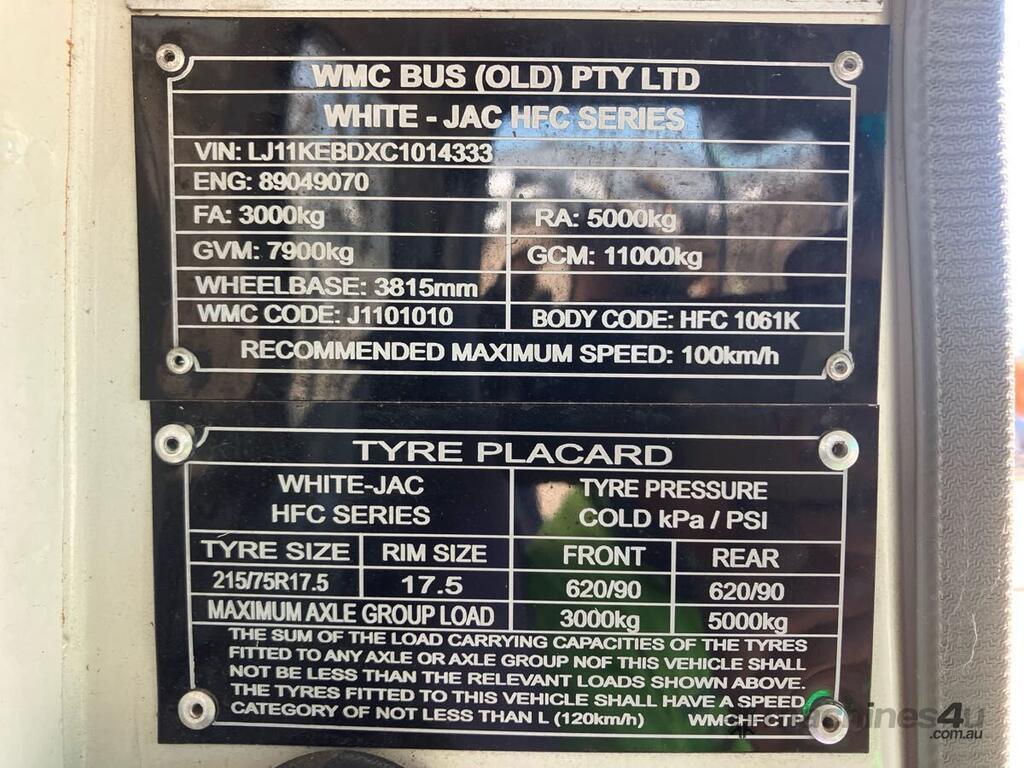 WMC BUS (OLD) PTY LTD
WHITE - JAC HFC SERIES
VIN: LJ11KEBDXC1014333
ENG: 89049070
FA: 3000kg RA: 5000kg
GVM: 7900kg GCM: 11000kg
WHEELBASE: 3815mm
WMC CODE: J1101010 BODY CODE: HFC 1061K
RECOMMENDED MAXIMUM SPEED: 100km/h
TYRE PLACARD
WHITE-JAC TYRE PRESSURE
HFC SERIES COLD kPa / PSI
TYRE SIZE RIM SIZE FRONT REAR
215/75R17.5 17.5 620/90 620/90
MAXIMUM AXLE GROUP LOAD 3000kg 5000kg
THE SUM OF THE LOAD CARRYING CAPACITIES OF THE TYRES
FITTED TO ANY AXLE OR AXLE GROUP NOF THIS VEHICLE SHALL
NOT BE LESS THAN THE RELEVANT LOADS SHOWN ABOVE.
THE TYRES FITTED TO THIS VEHICLE SHALL HAVE A SPEED
CATEGORY OF NOT LESS THAN L (120km/h) WMCHFCTP
machines4u
.com.au